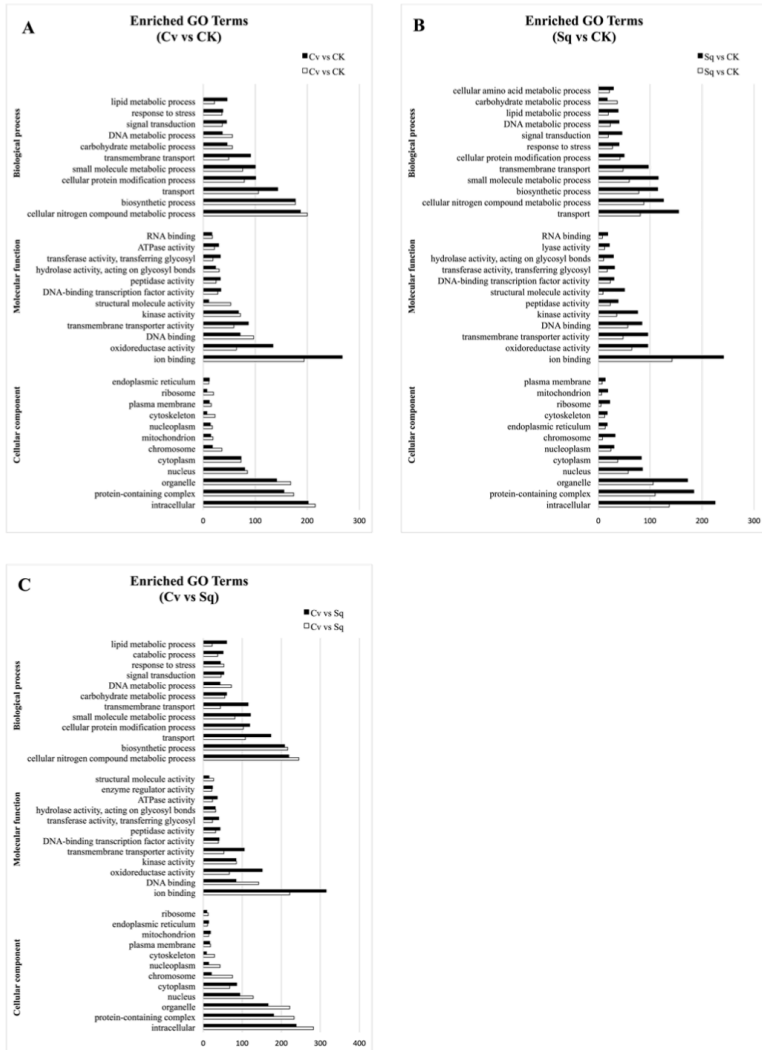 A
Enriched GO Terms
(Cv vs CK)
Cv vs CK
Cv vs CK
Biological process
lipid metabolic process
response to stress
signal transduction
DNA metabolic process
carbohydrate metabolic process
transmembrane transport
small molecule metabolic process
cellular protein modification process
transport
biosynthetic process
cellular nitrogen compound metabolic process
Molecular function
RNA binding
ATPase activity
transferase activity, transferring glycosyl
hydrolase activity, acting on glycosyl bonds
peptidase activity
DNA-binding transcription factor activity
structural molecule activity
kinase activity
transmembrane transporter activity
DNA binding
oxidoreductase activity
ion binding
Cellular component
endoplasmic reticulum
ribosome
plasma membrane
cytoskeleton
nucleoplasm
mitochondrion
chromosome
cytoplasm
nucleus
organelle
protein-containing complex
intracellular
0 100 200 300
B
Enriched GO Terms
(Sq vs CK)
Sq vs CK
Sq vs CK
Biological process
cellular amino acid metabolic process
carbohydrate metabolic process
lipid metabolic process
DNA metabolic process
signal transduction
response to stress
cellular protein modification process
transmembrane transport
small molecule metabolic process
biosynthetic process
cellular nitrogen compound metabolic process
transport
Molecular function
RNA binding
lyase activity
hydrolase activity, acting on glycosyl bonds
transferase activity, transferring glycosyl
DNA-binding transcription factor activity
structural molecule activity
peptidase activity
kinase activity
DNA binding
transmembrane transporter activity
oxidoreductase activity
ion binding
Cellular component
plasma membrane
mitochondrion
ribosome
cytoskeleton
endoplasmic reticulum
chromosome
nucleoplasm
cytoplasm
nucleus
organelle
protein-containing complex
intracellular
0 100 200 300
C
Enriched GO Terms
(Cv vs Sq)
Cv vs Sq
Cv vs Sq
Biological process
lipid metabolic process
catabolic process
response to stress
signal transduction
DNA metabolic process
carbohydrate metabolic process
transmembrane transport
small molecule metabolic process
cellular protein modification process
transport
biosynthetic process
cellular nitrogen compound metabolic process
Molecular function
structural molecule activity
enzyme regulator activity
ATPase activity
hydrolase activity, acting on glycosyl bonds
transferase activity, transferring glycosyl
peptidase activity
DNA-binding transcription factor activity
transmembrane transporter activity
kinase activity
oxidoreductase activity
DNA binding
ion binding
Cellular component
ribosome
endoplasmic reticulum
mitochondrion
plasma membrane
cytoskeleton
nucleoplasm
chromosome
cytoplasm
nucleus
organelle
protein-containing complex
intracellular
0 100 200 300 400